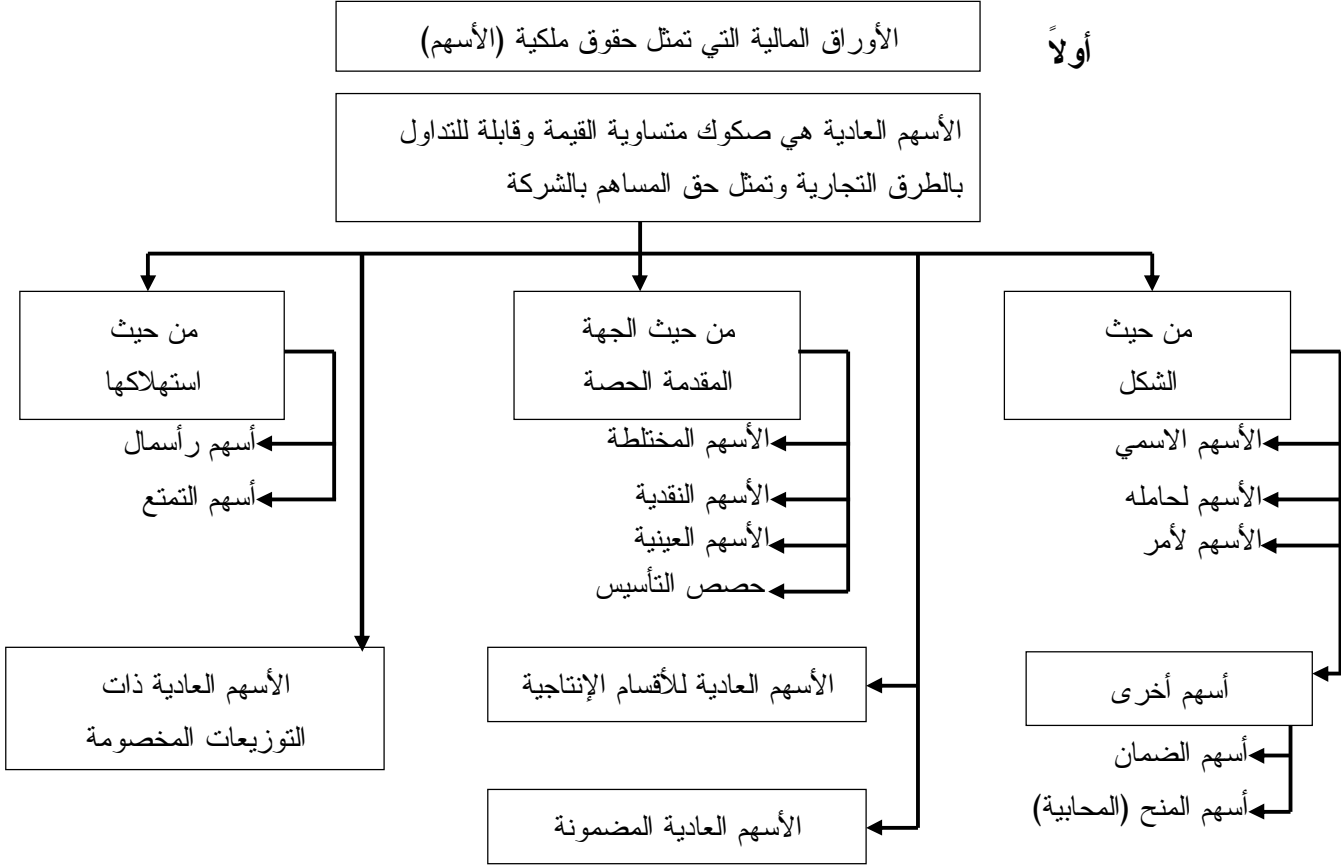 أولاً
الأوراق المالية التي تمثل حقوق ملكية (الأسهم)
الأسهم العادية هي صكوك متساوية القيمة وقابلة للتداول
بالطرق التجارية وتمثل حق المساهم بالشركة
من حيث
الشكل
الأسهم الاسمي
الأسهم لحامله
الأسهم لأمر
أسهم أخرى
أسهم الضمان
أسهم المنح (المحابية)
من حيث الجهة
المقدمة الحصة
الأسهم المختلطة
الأسهم النقدية
الأسهم العينية
حصص التأسيس
الأسهم العادية للأقسام الإنتاجية
الأسهم العادية المضمونة
من حيث
استهلاكها
أسهم رأسمال
أسهم التمتع
الأسهم العادية ذات
التوزيعات المخصومة